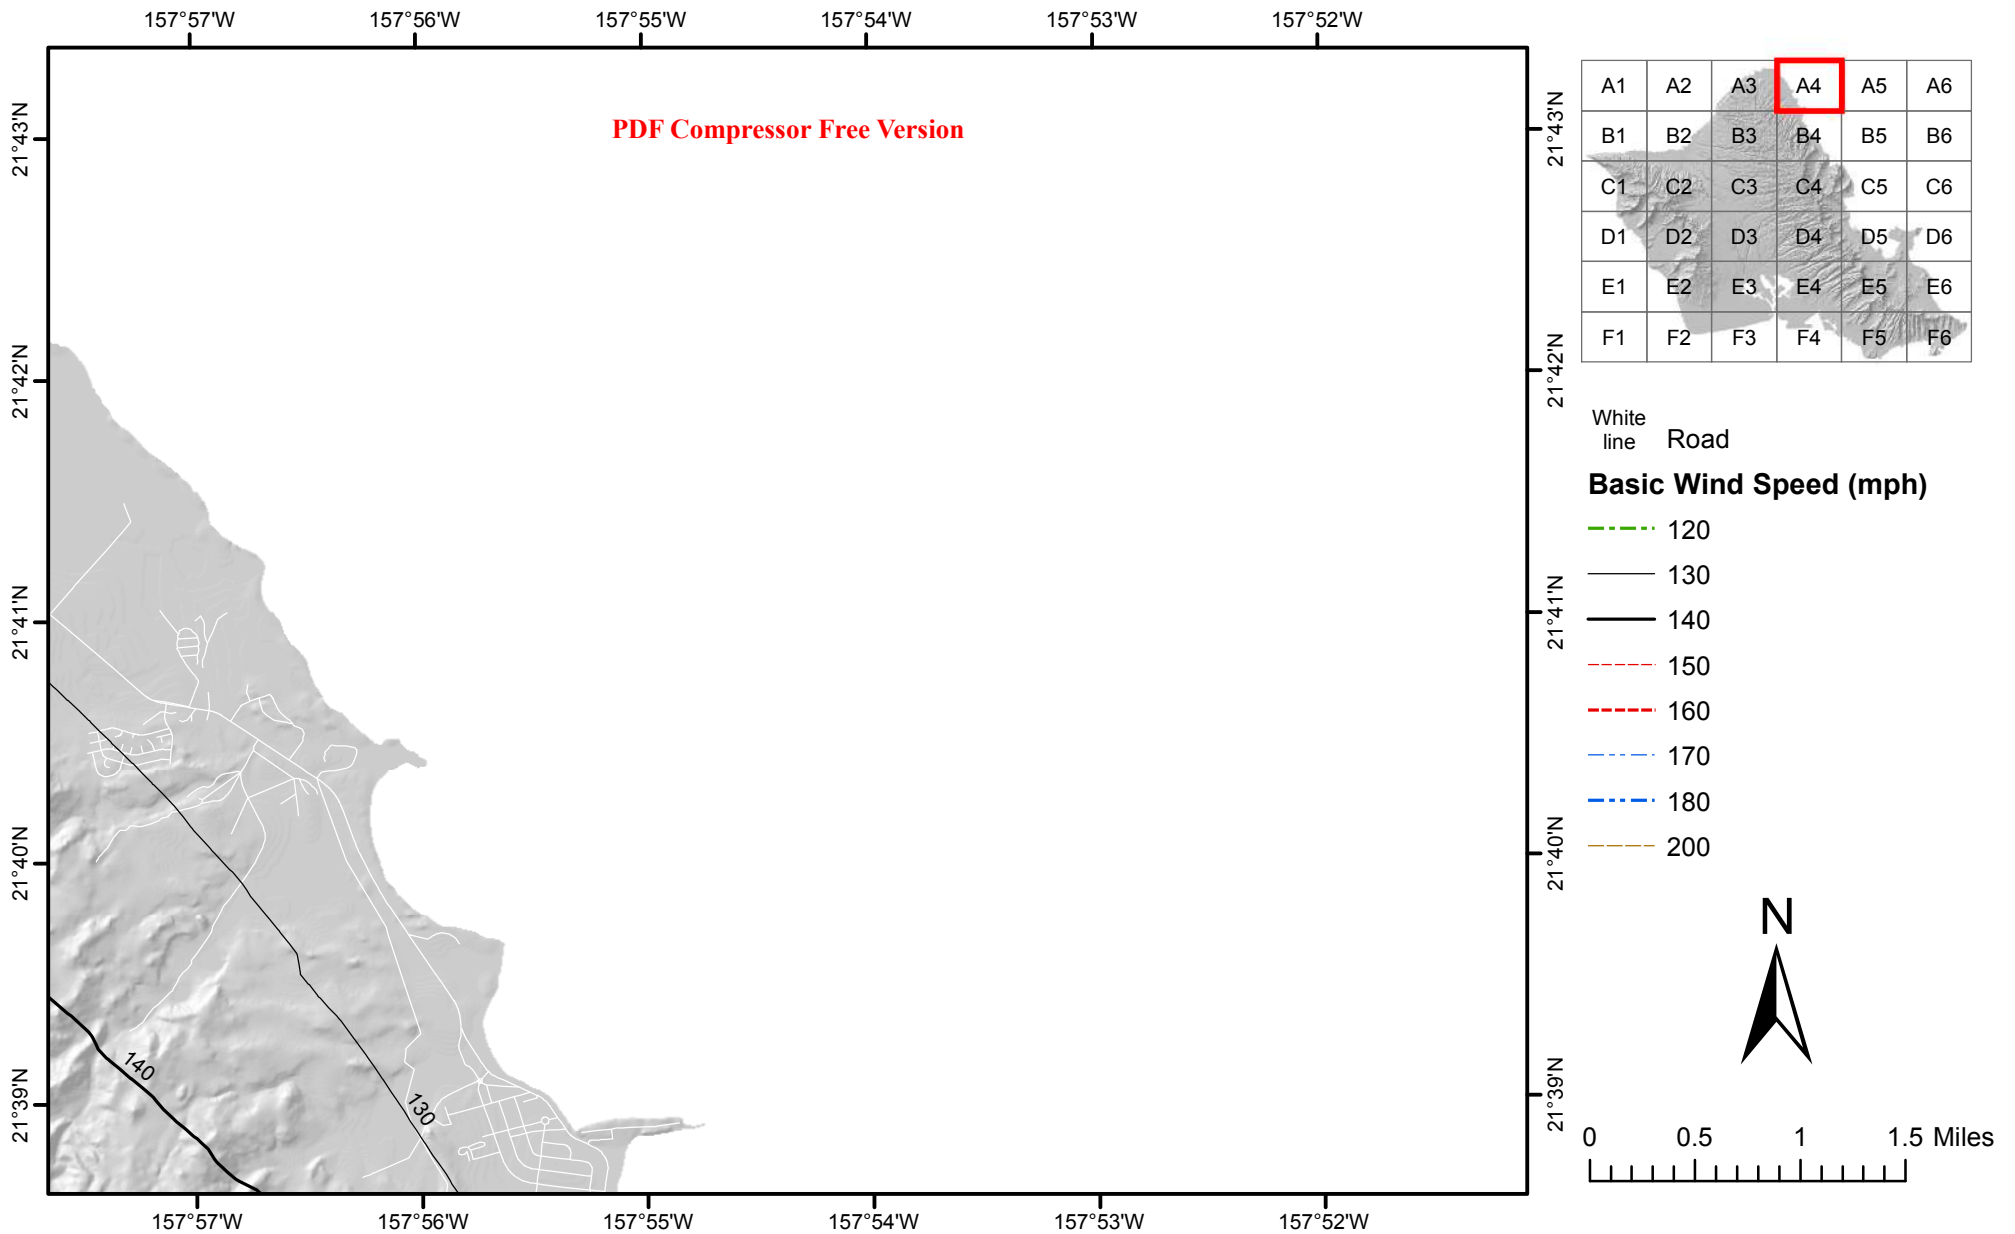 157°57'W 157°56'W 157°55'W 157°54'W 157°53'W 157°52'W
PDF Compressor Free Version
21°43'N
21°42'N
21°41'N
21°40'N
21°39'N
140
130
21°43'N
21°42'N
21°41'N
21°40'N
21°39'N
157°57'W 157°56'W 157°55'W 157°54'W 157°53'W 157°52'W
A1 A2 A3 A4 A5 A6
B1 B2 B3 B4 B5 B6
C1 C2 C3 C4 C5 C6
D1 D2 D3 D4 D5 D6
E1 E2 E3 E4 E5 E6
F1 F2 F3 F4 F5 F6
White
line Road
Basic Wind Speed (mph)
120
130
140
150
160
170
180
200
N
0 0.5 1 1.5 Miles